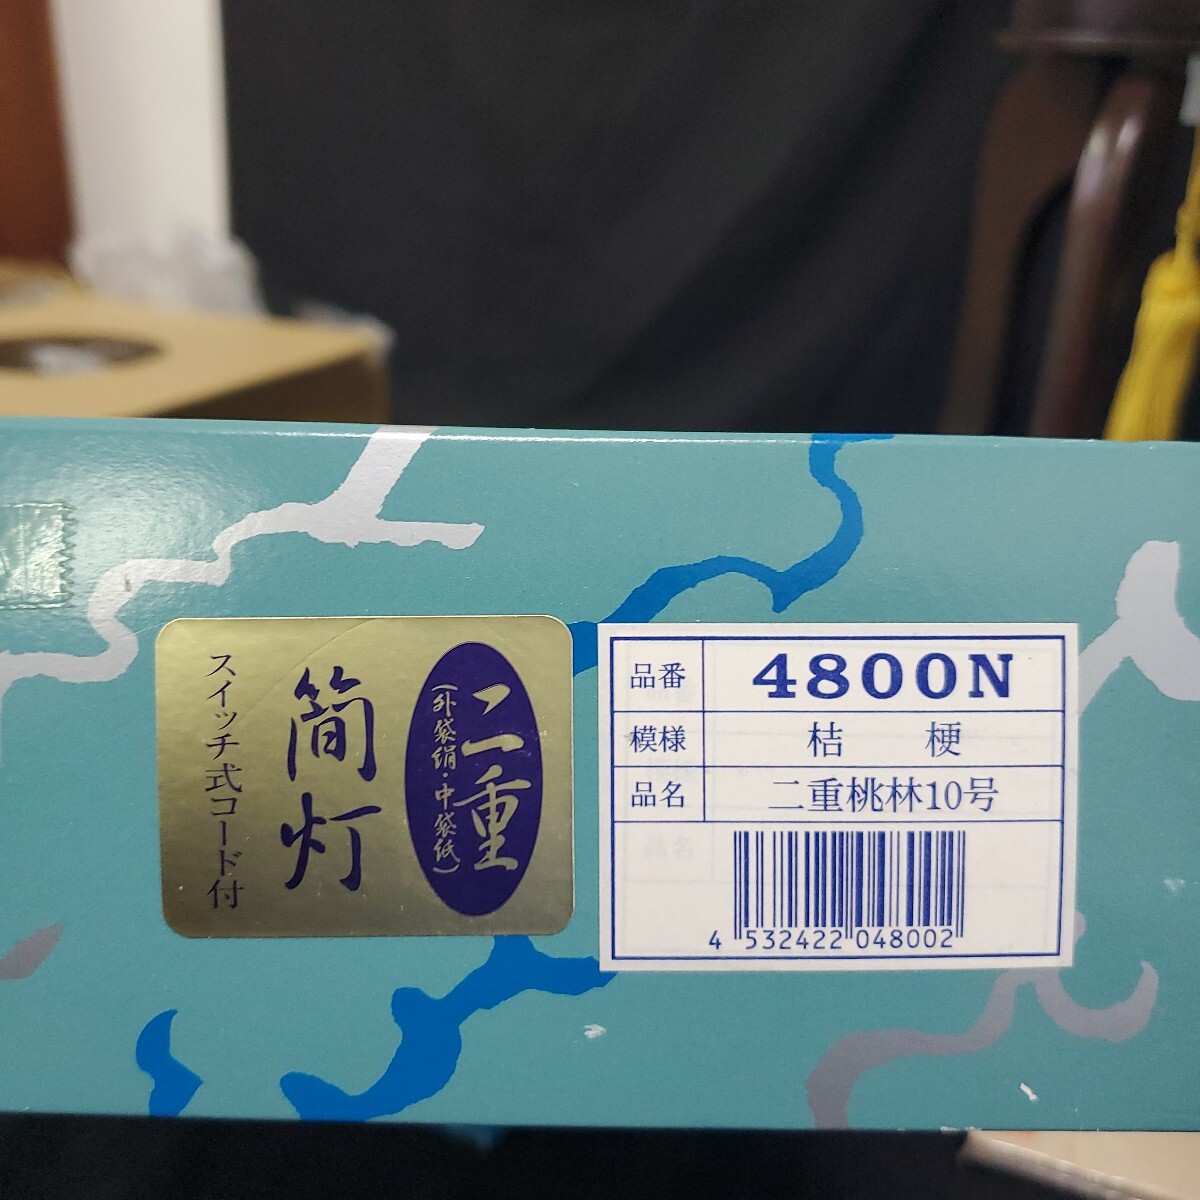 二重
(外袋絹・中袋紙)
簡灯
スイッチ式コード付
品番 4800N
模様 桔梗
品名 二重桃林10号
4 532422 048002